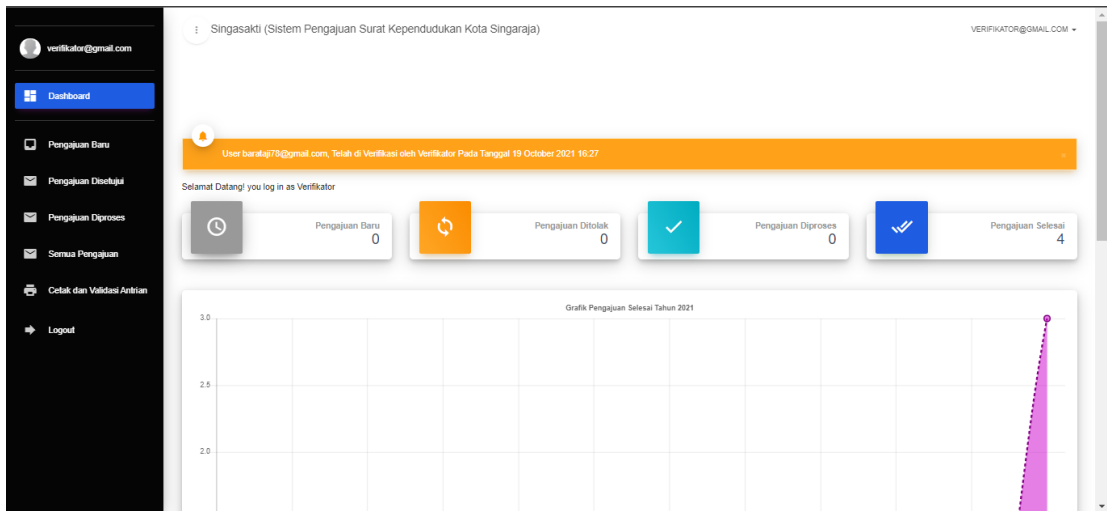 verifikator@gmail.com
Dashboard
Pengajuan Baru
Pengajuan Disetujui
Pengajuan Diproses
Semua Pengajuan
Cetak dan Validasi Antrian
Logout
Singasakti (Sistem Pengajuan Surat Kependudukan Kota Singaraja)
VERIFIKATOR@GMAIL.COM
User barataji78@gmail.com, Telah di Verifikasi oleh Verifikator Pada Tanggal 19 October 2021 16:27
Selamat Datang! you log in as Verifikator
Pengajuan Baru
0
Pengajuan Ditolak
0
Pengajuan Diproses
0
Pengajuan Selesai
4
Grafik Pengajuan Selesai Tahun 2021
3.0
2.5
2.0